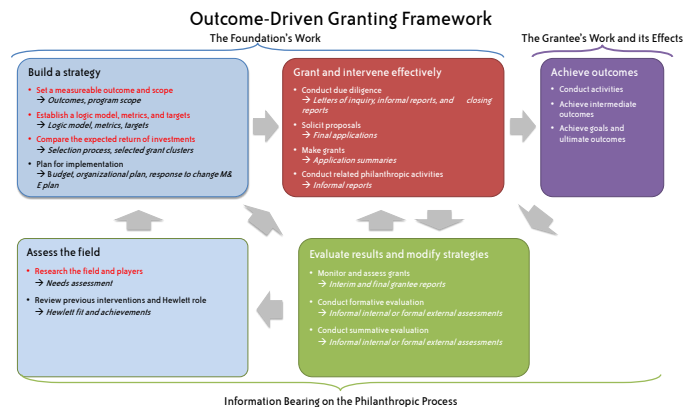 Outcome-Driven Granting Framework
The Foundation's Work
The Grantee's Work and its Effects
Build a strategy
• Set a measureable outcome and scope
→ Outcomes, program scope
• Establish a logic model, metrics, and targets
→ Logic model, metrics, targets
• Compare the expected return of investments
→ Selection process, selected grant clusters
• Plan for implementation
→ Budget, organizational plan, response to change M&
E plan
Grant and intervene effectively
• Conduct due diligence
→ Letters of inquiry, informal reports, and closing
reports
• Solicit proposals
→ Final applications
• Make grants
→ Application summaries
• Conduct related philanthropic activities
→ Informal reports
Achieve outcomes
• Conduct activities
• Achieve intermediate
outcomes
• Achieve goals and
ultimate outcomes
Assess the field
• Research the field and players
→ Needs assessment
• Review previous interventions and Hewlett role
→ Hewlett fit and achievements
Evaluate results and modify strategies
• Monitor and assess grants
→ Interim and final grantee reports
• Conduct formative evaluation
→ Informal internal or formal external assessments
• Conduct summative evaluation
→ Informal internal or formal external assessments
Information Bearing on the Philanthropic Process